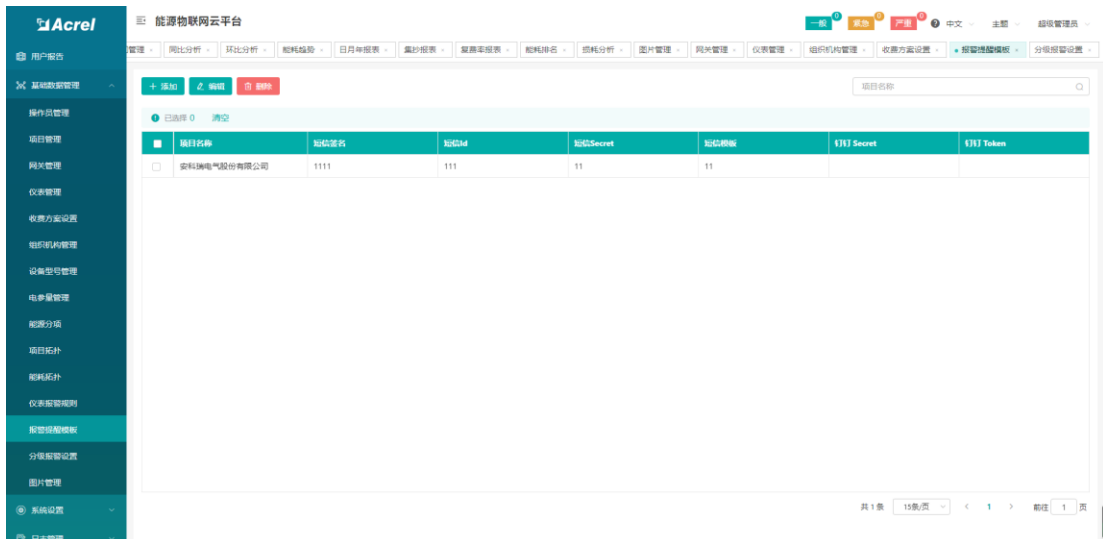 Acrel
能源物联网云平台
一般 0 紧急 0 严重 0 中文 主题 超级管理员
管理 同比分析 环比分析 能耗趋势 日月年报表 集抄报表 复费率报表 能耗排名 损耗分析 图片管理 网关管理 仪表管理 组织机构管理 收费方案设置 报警提醒模板 分级报警设置
用户报告
基础数据管理
操作员管理
项目管理
网关管理
仪表管理
收费方案设置
组织机构管理
设备型号管理
电参量管理
能源分项
项目拓扑
能耗拓扑
仪表报警规则
报警提醒模板
分级报警设置
图片管理
系统设置
日志管理
+ 添加 编辑 删除
项目名称
已选择 0 清空
项目名称 短信签名 短信Id 短信Secret 短信模板 钉钉 Secret 钉钉 Token
安科瑞电气股份有限公司 1111 111 11 11
共 1 条 15条/页 < 1 > 前往 1 页